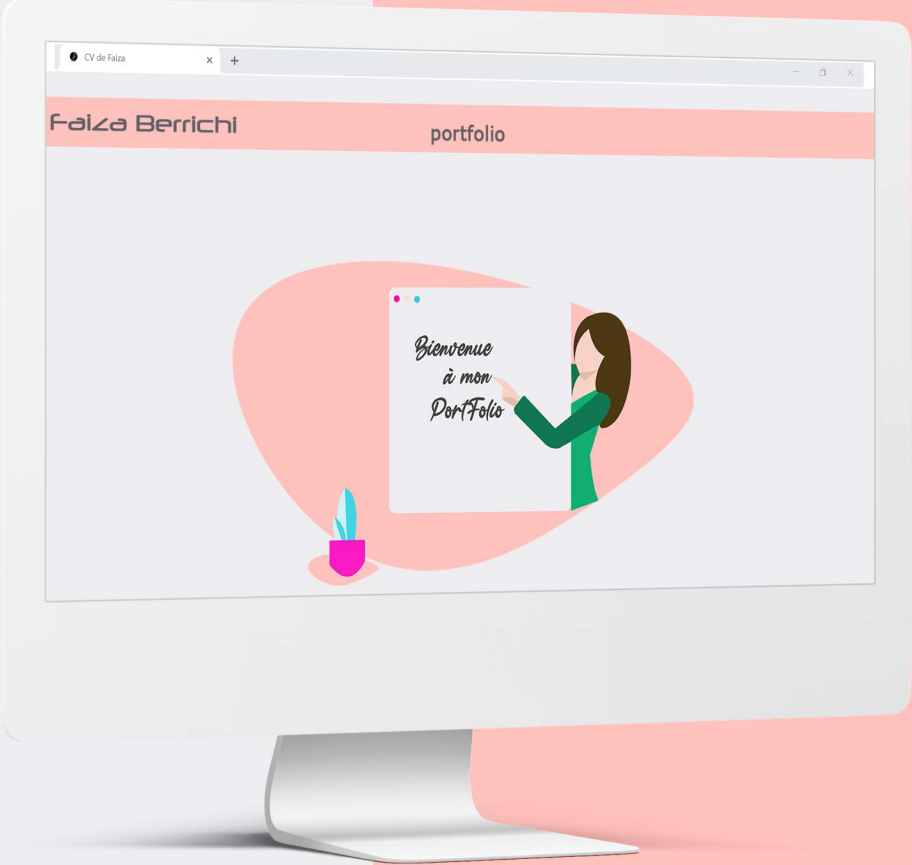 CV de Faiza
Faiza Berrichi
portfolio
Bienvenue
à mon
PortFolio